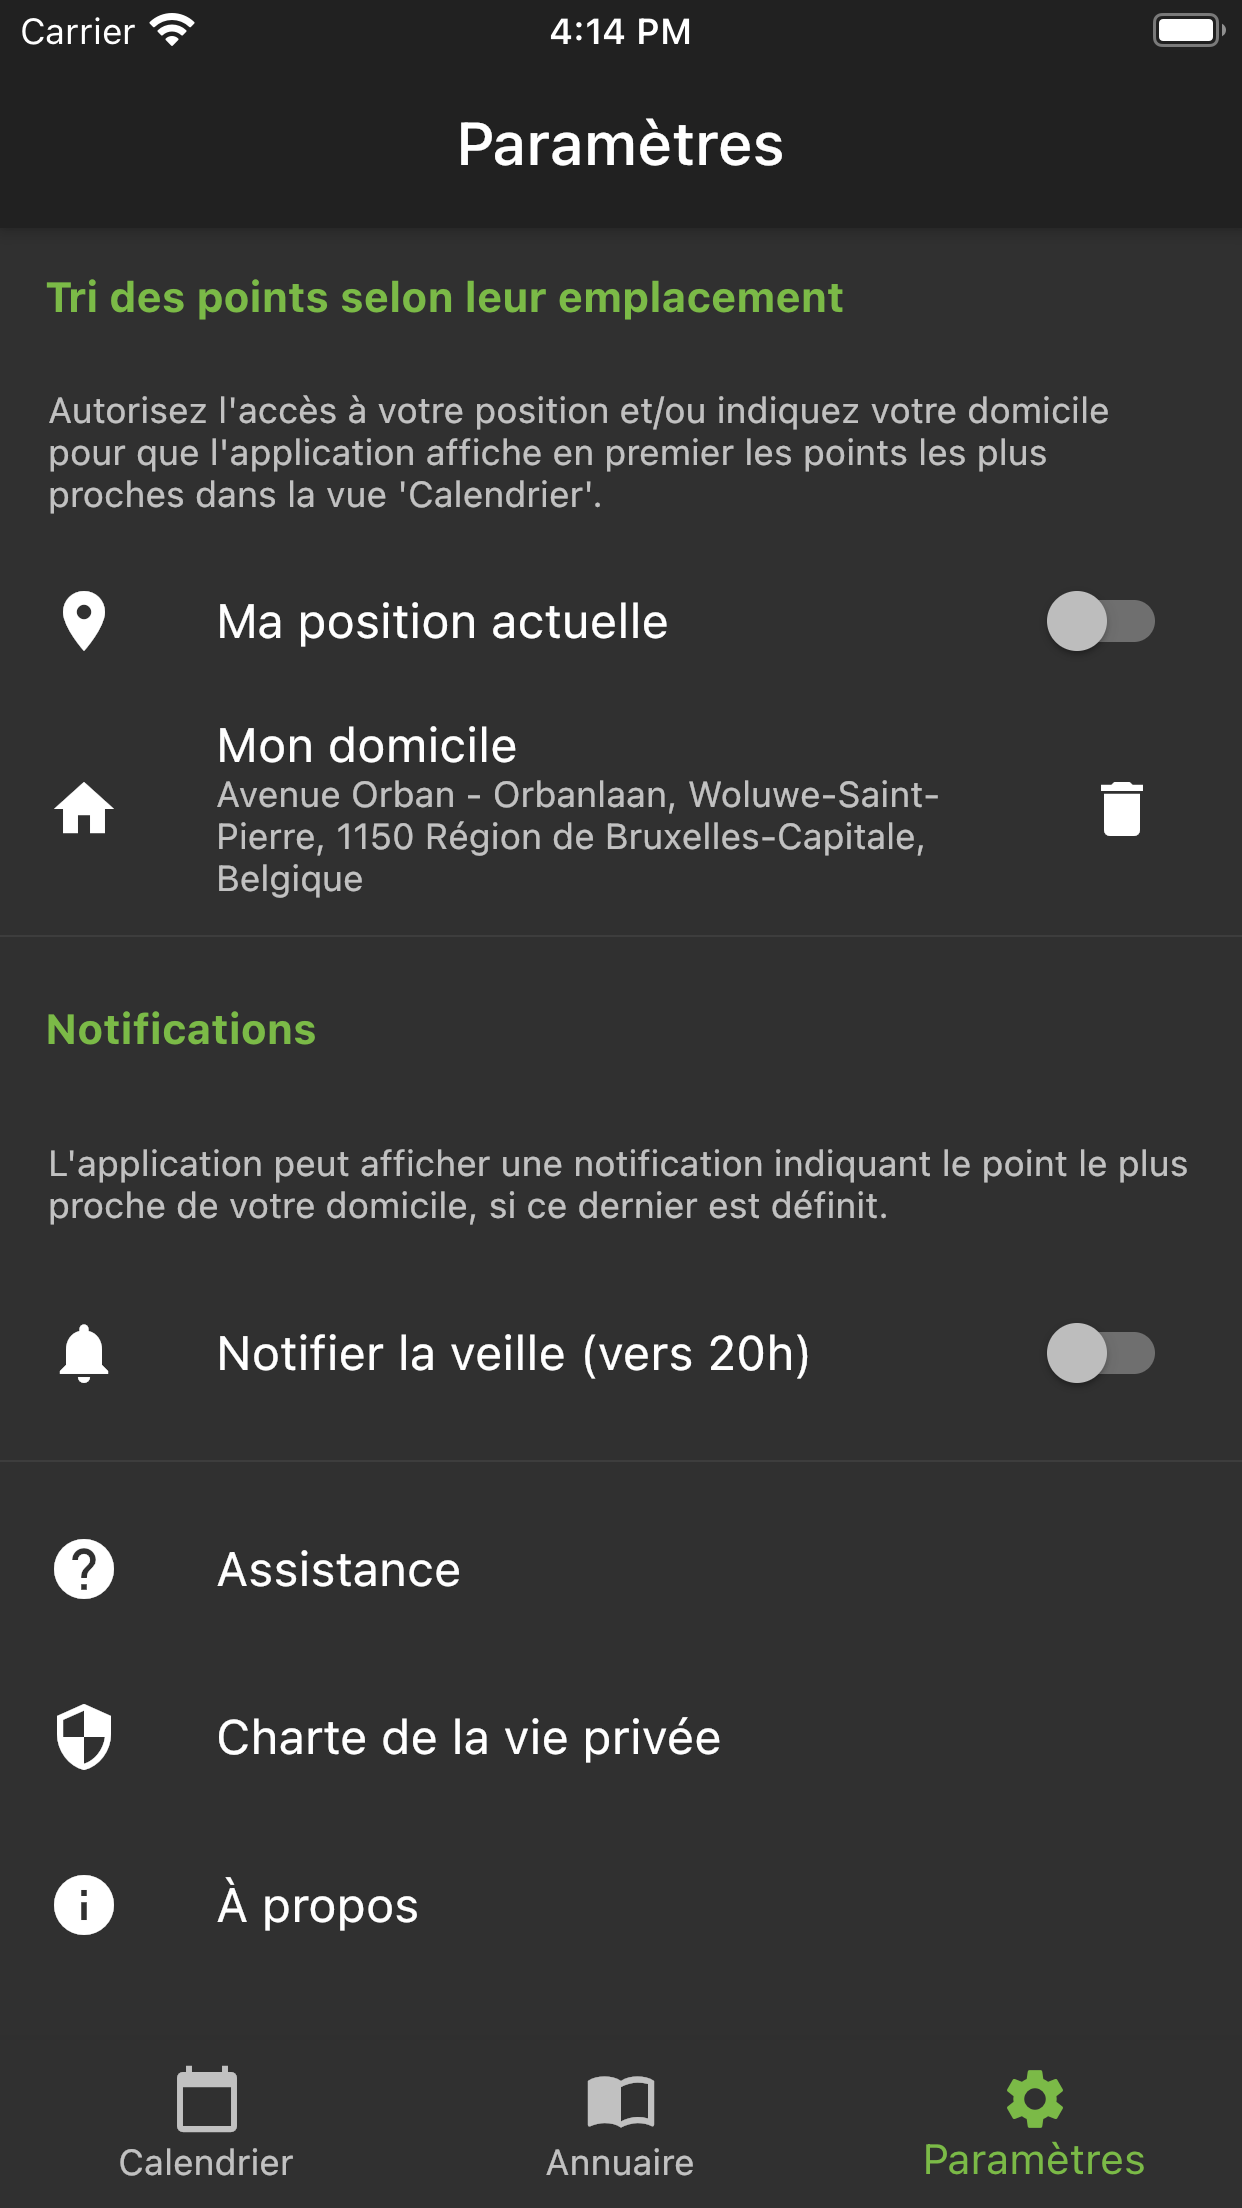 Carrier
4:14 PM
Paramètres
Tri des points selon leur emplacement
Autorisez l'accès à votre position et/ou indiquez votre domicile
pour que l'application affiche en premier les points les plus
proches dans la vue 'Calendrier'.
Ma position actuelle
Mon domicile
Avenue Orban - Orbanlaan, Woluwe-Saint-
Pierre, 1150 Région de Bruxelles-Capitale,
Belgique
Notifications
L'application peut afficher une notification indiquant le point le plus
proche de votre domicile, si ce dernier est définit.
Notifier la veille (vers 20h)
Assistance
Charte de la vie privée
À propos
Calendrier
Annuaire
Paramètres